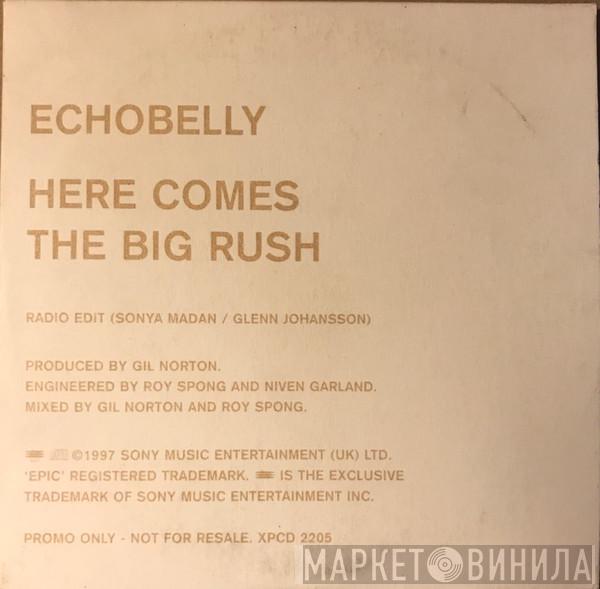 ECHOBELLY
HERE COMES
THE BIG RUSH
RADIO EDIT (SONYA MADAN / GLENN JOHANSSON)
PRODUCED BY GIL NORTON.
ENGINEERED BY ROY SPONG AND NIVEN GARLAND.
MIXED BY GIL NORTON AND ROY SPONG.
©1997 SONY MUSIC ENTERTAINMENT (UK) LTD.
'EPIC' REGISTERED TRADEMARK. IS THE EXCLUSIVE
TRADEMARK OF SONY MUSIC ENTERTAINMENT INC.
PROMO ONLY - NOT FOR RESALE. XPCD 2205
МАРКЕТ ВИНИЛА